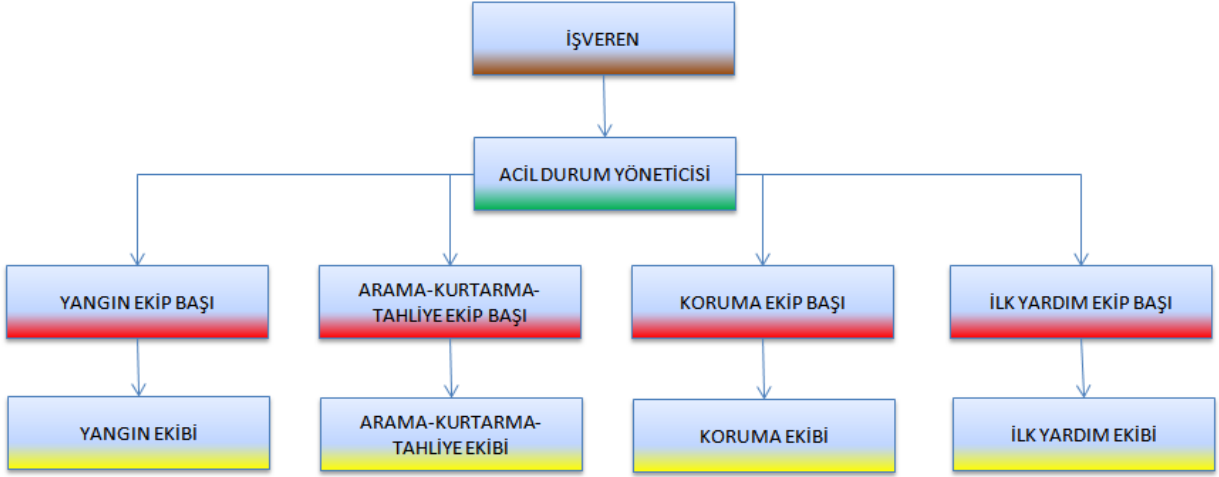 İŞVEREN
ACİL DURUM YÖNETİCİSİ
YANGIN EKİP BAŞI
ARAMA-KURTARMA-
TAHLİYE EKİP BAŞI
KORUMA EKİP BAŞI
İLK YARDIM EKİP BAŞI
YANGIN EKİBİ
ARAMA-KURTARMA-
TAHLİYE EKİBİ
KORUMA EKİBİ
İLK YARDIM EKİBİ